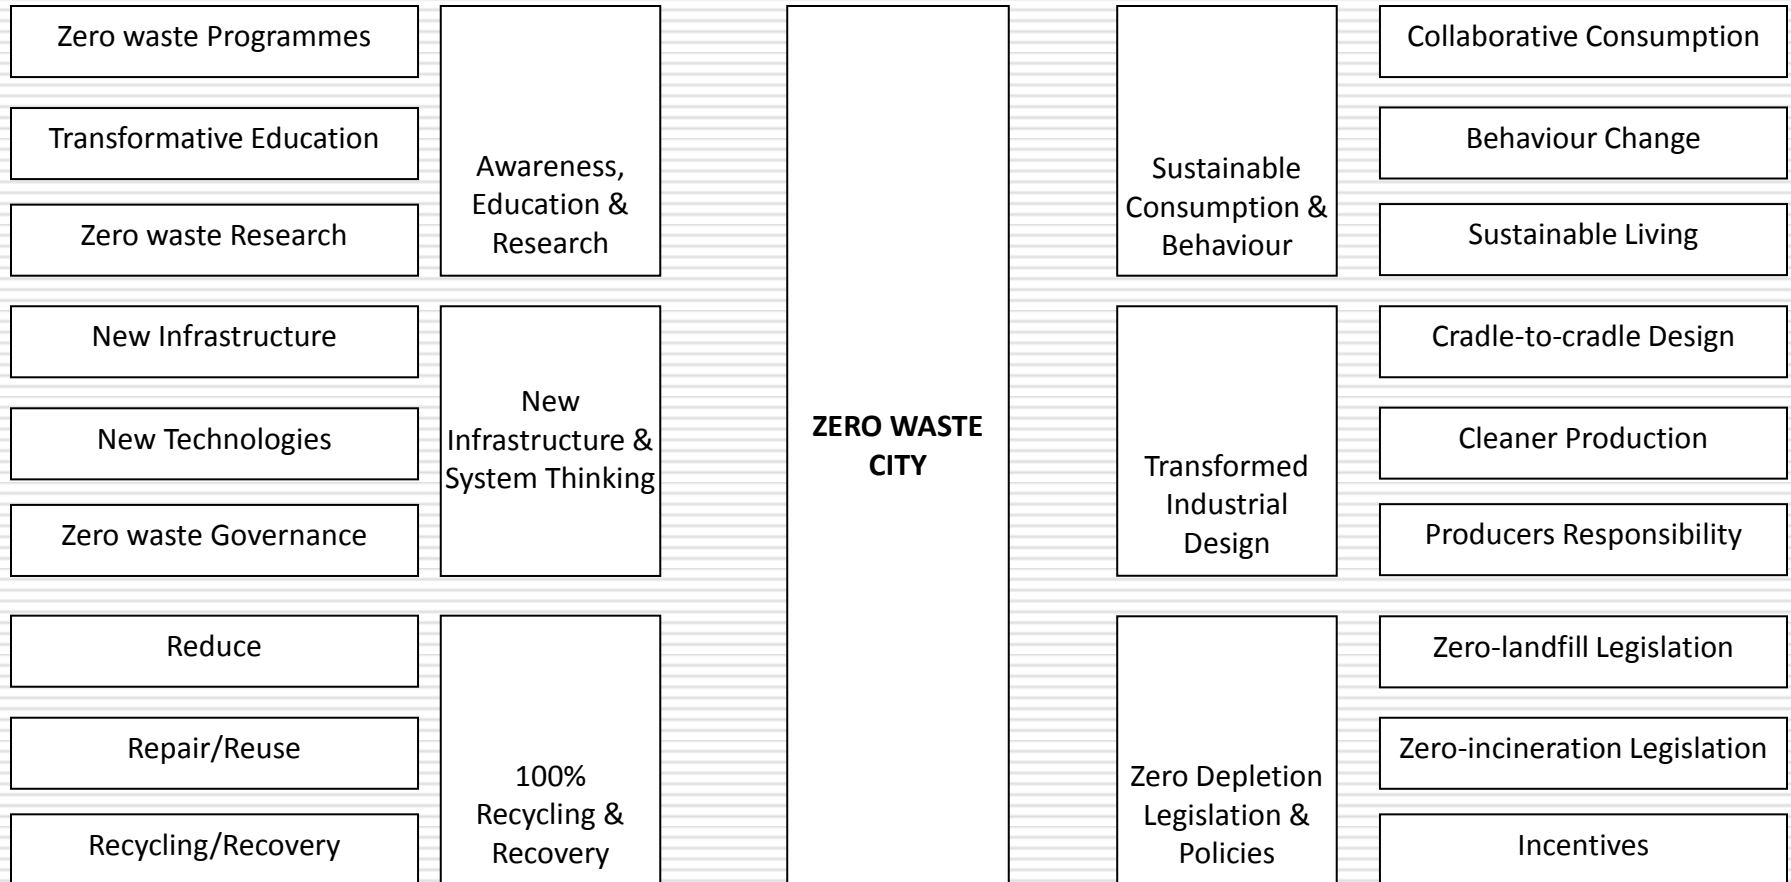 Zero waste Programmes
Transformative Education
Zero waste Research
Awareness,
Education &
Research
New Infrastructure
New Technologies
Zero waste Governance
New
Infrastructure &
System Thinking
Reduce
Repair/Reuse
Recycling/Recovery
100%
Recycling &
Recovery
ZERO WASTE
CITY
Sustainable
Consumption &
Behaviour
Collaborative Consumption
Behaviour Change
Sustainable Living
Transformed
Industrial
Design
Cradle-to-cradle Design
Cleaner Production
Producers Responsibility
Zero Depletion
Legislation &
Policies
Zero-landfill Legislation
Zero-incineration Legislation
Incentives